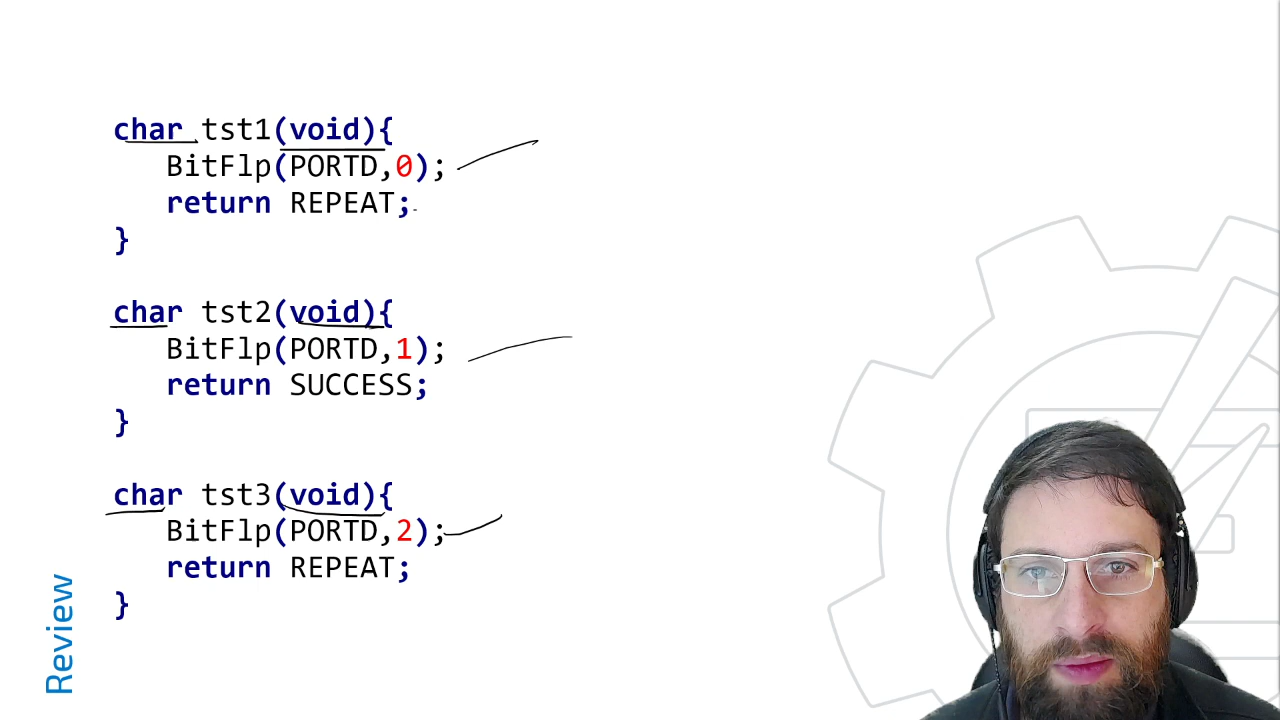 char tst1(void){
BitFlp(PORTD,0);
return REPEAT;
}
char tst2(void){
BitFlp(PORTD,1);
return SUCCESS;
}
char tst3(void){
BitFlp(PORTD,2);
return REPEAT;
}
Review